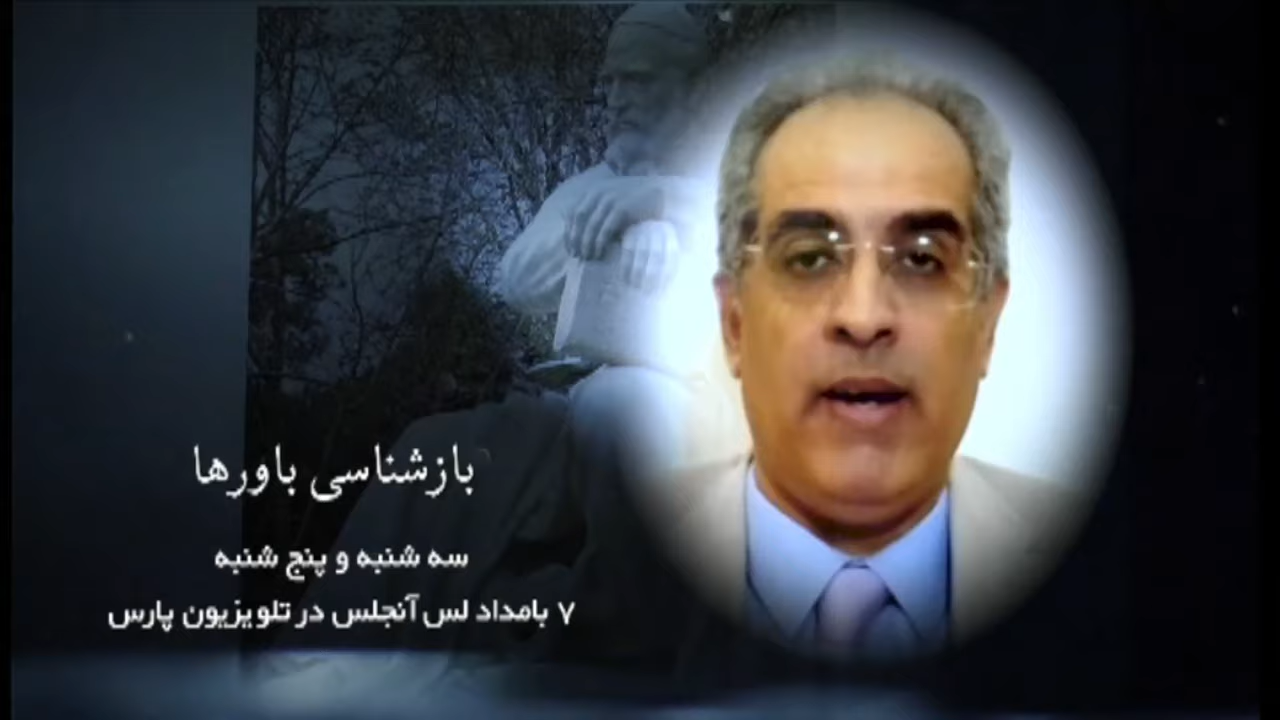 بازشناسی باورها
سه شنبه و پنج شنبه
۷ بامداد لس آنجلس در تلویزیون پارس